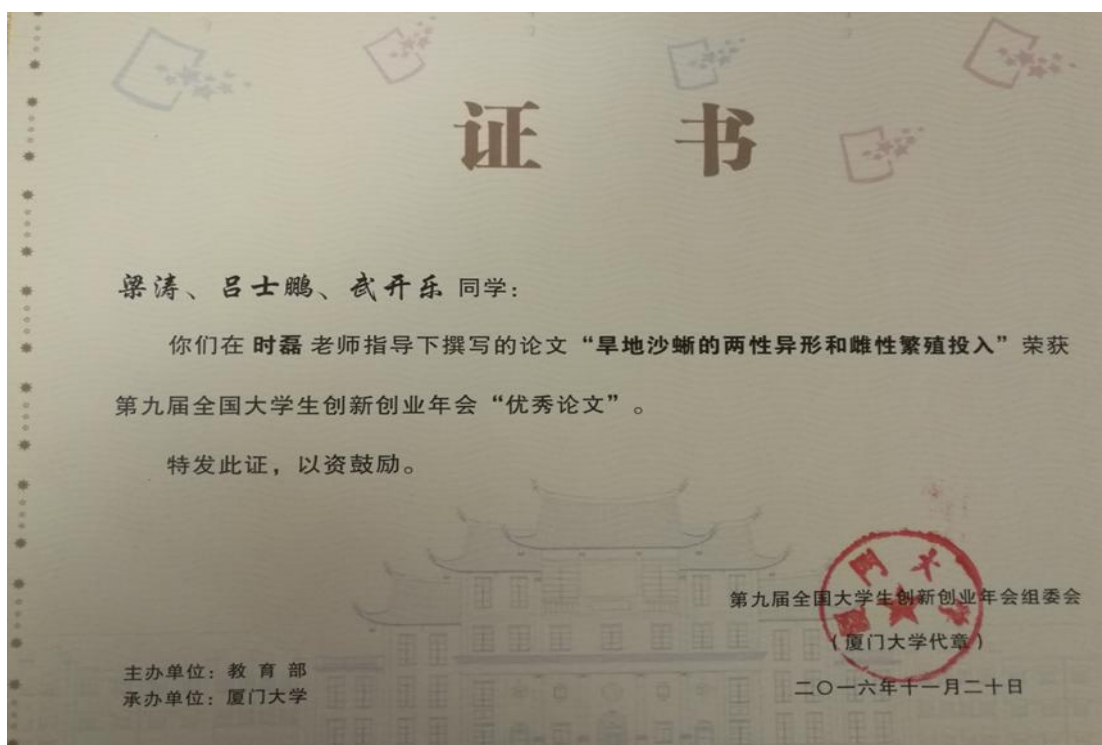 证 书
梁涛、吕士鹏、武开乐 同学：
你们在 时磊 老师指导下撰写的论文“旱地沙蜥的两性异形和雌性繁殖投入”荣获
第九届全国大学生创新创业年会“优秀论文”。
特发此证，以资鼓励。
第九届全国大学生创新创业年会组委会
（厦门大学代章）
二〇一六年十一月二十日
主办单位：教 育 部
承办单位：厦门大学
厦门大学